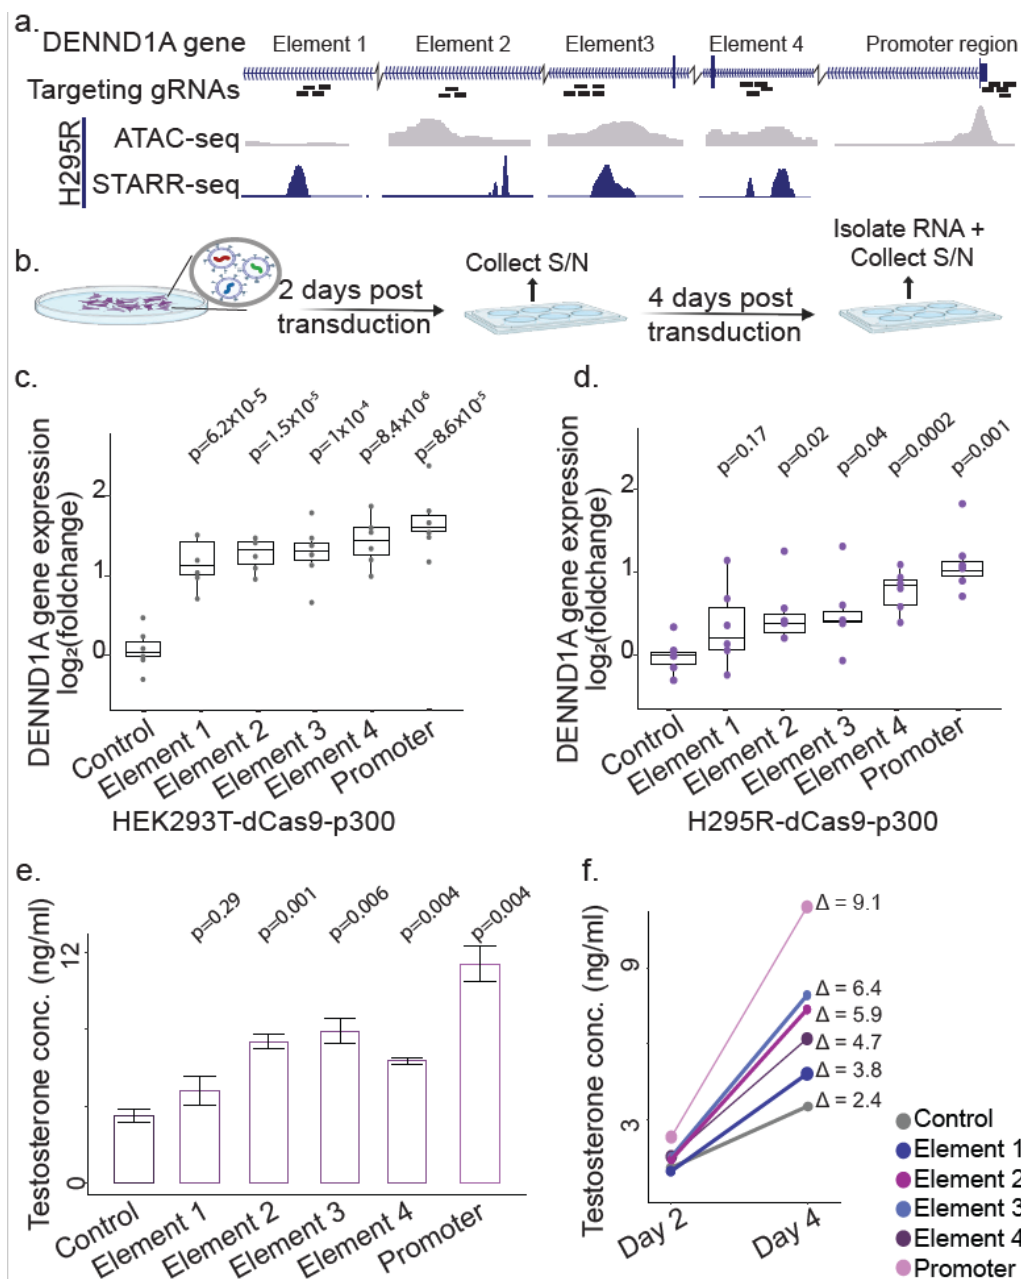 a.
DENND1A gene
Element 1
Element 2
Element3
Element 4
Promoter region
Targeting gRNAs
H295R
ATAC-seq
STARR-seq
b.
2 days post
transduction
Collect S/N
4 days post
transduction
Isolate RNA +
Collect S/N
c.
DENND1A gene expression
log₂(foldchange)
2
1
0
p=6.2x10-5
p=1.5x10⁻⁵
p=1x10⁻⁴
p=8.4x10⁻⁶
p=8.6x10⁻⁵
Control
Element 1
Element 2
Element 3
Element 4
Promoter
HEK293T-dCas9-p300
d.
DENND1A gene expression
log₂(foldchange)
2
1
0
p=0.17
p=0.02
p=0.04
p=0.0002
p=0.001
Control
Element 1
Element 2
Element 3
Element 4
Promoter
H295R-dCas9-p300
e.
Testosterone conc. (ng/ml)
12
0
p=0.29
p=0.001
p=0.006
p=0.004
p=0.004
Control
Element 1
Element 2
Element 3
Element 4
Promoter
f.
Testosterone conc. (ng/ml)
9
3
Δ = 9.1
Δ = 6.4
Δ = 5.9
Δ = 4.7
Δ = 3.8
Δ = 2.4
Day 2
Day 4
Control
Element 1
Element 2
Element 3
Element 4
Promoter